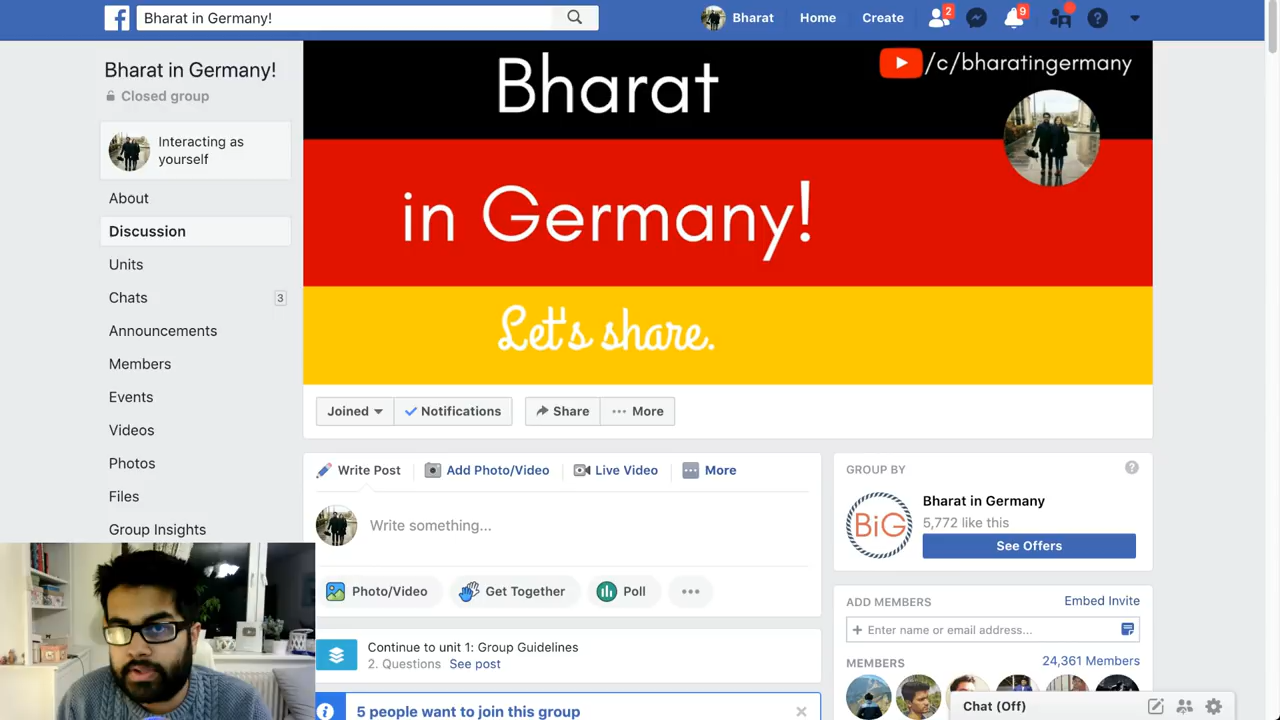 Bharat in Germany!
Bharat
Home
Create
2
9
Bharat in Germany!
Closed group
Interacting as
yourself
About
Discussion
Units
Chats
3
Announcements
Members
Events
Videos
Photos
Files
Group Insights
Bharat
/c/bharatingermany
in Germany!
Let's share.
Joined
Notifications
Share
More
Write Post
Add Photo/Video
Live Video
More
Write something...
Photo/Video
Get Together
Poll
Continue to unit 1: Group Guidelines
2. Questions See post
5 people want to join this group
GROUP BY
BiG
Bharat in Germany
5,772 like this
See Offers
ADD MEMBERS
Embed Invite
+ Enter name or email address...
MEMBERS
24,361 Members
Chat (Off)